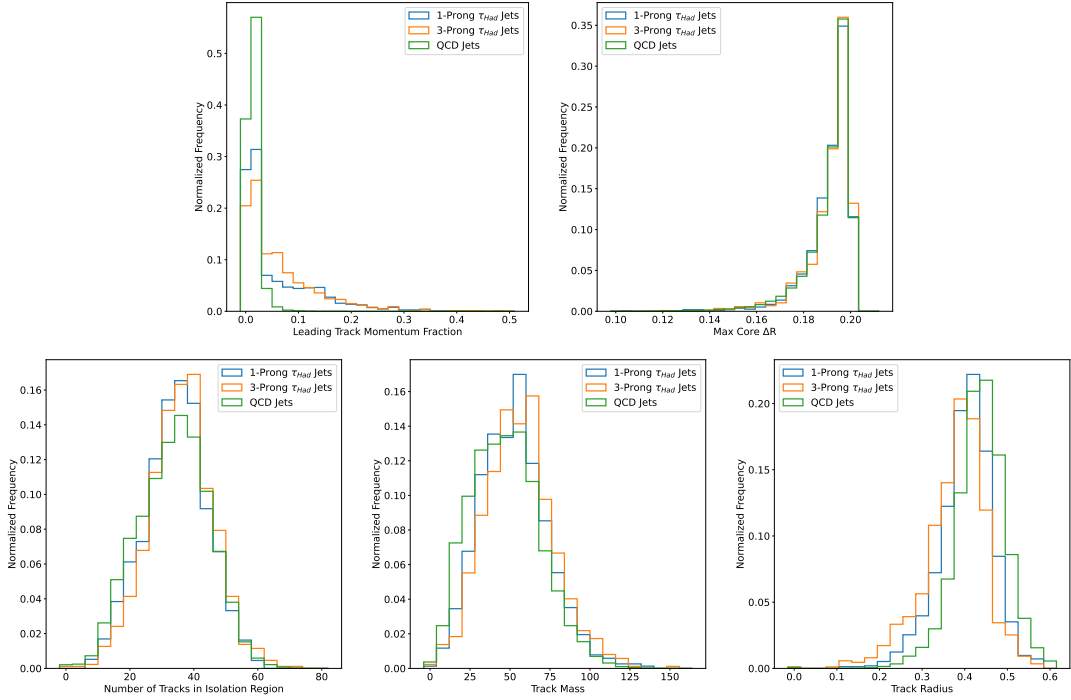 1-Prong τHad Jets
3-Prong τHad Jets
QCD Jets
Normalized Frequency
0.5
0.4
0.3
0.2
0.1
0.0
0.0 0.1 0.2 0.3 0.4 0.5
Leading Track Momentum Fraction
1-Prong τHad Jets
3-Prong τHad Jets
QCD Jets
Normalized Frequency
0.35
0.30
0.25
0.20
0.15
0.10
0.05
0.00
0.10 0.12 0.14 0.16 0.18 0.20
Max Core ΔR
1-Prong τHad Jets
3-Prong τHad Jets
QCD Jets
Normalized Frequency
0.16
0.14
0.12
0.10
0.08
0.06
0.04
0.02
0.00
0 20 40 60 80
Number of Tracks in Isolation Region
1-Prong τHad Jets
3-Prong τHad Jets
QCD Jets
Normalized Frequency
0.16
0.14
0.12
0.10
0.08
0.06
0.04
0.02
0.00
0 25 50 75 100 125 150
Track Mass
1-Prong τHad Jets
3-Prong τHad Jets
QCD Jets
Normalized Frequency
0.20
0.15
0.10
0.05
0.00
0.0 0.1 0.2 0.3 0.4 0.5 0.6
Track Radius